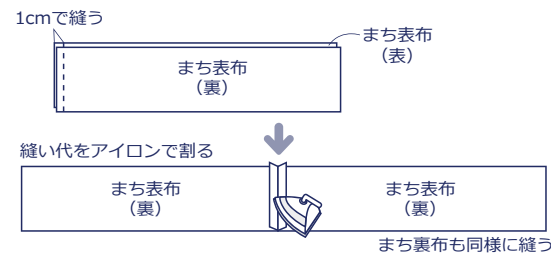 1cmで縫う
まち表布
（表）
まち表布
（裏）
縫い代をアイロンで割る
まち表布
（裏）
まち表布
（裏）
まち裏布も同様に縫う